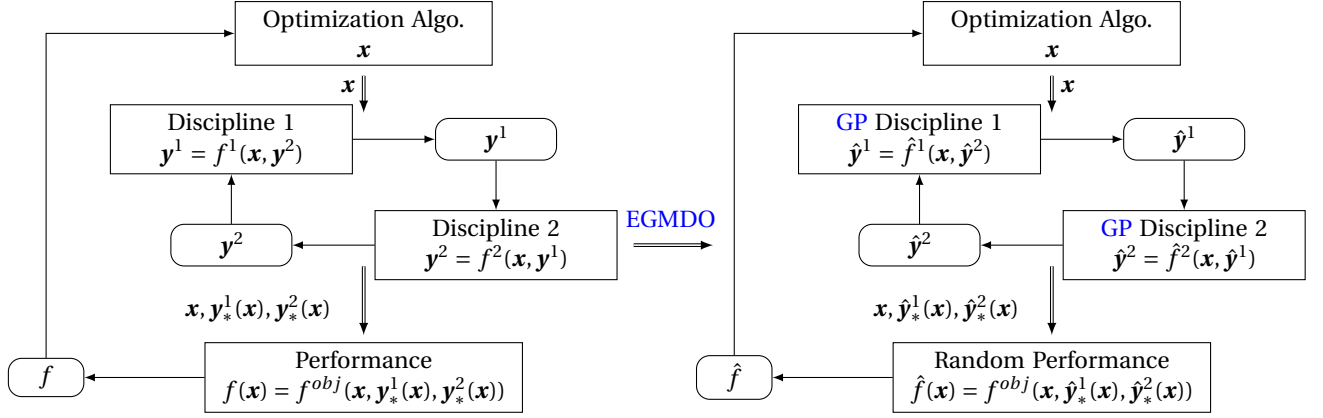 Optimization Algo.
x
x
Discipline 1
y¹ = f¹(x, y²)
y¹
Discipline 2
y² = f²(x, y¹)
y²
x, y¹∗(x), y²∗(x)
Performance
f(x) = f^{obj}(x, y¹∗(x), y²∗(x))
f
EGMDO
Optimization Algo.
x
x
GP Discipline 1
ŷ¹ = f̂¹(x, ŷ²)
ŷ¹
GP Discipline 2
ŷ² = f̂²(x, ŷ¹)
ŷ²
x, ŷ¹∗(x), ŷ²∗(x)
Random Performance
f̂(x) = f^{obj}(x, ŷ¹∗(x), ŷ²∗(x))
f̂